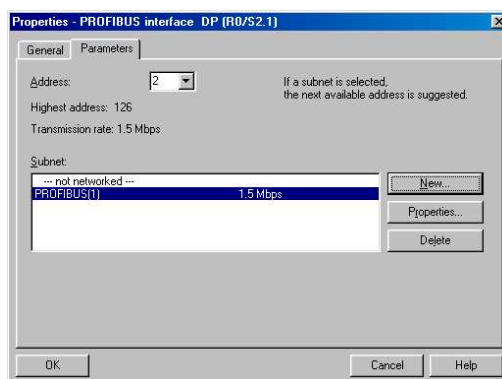 Properties - PROFIBUS interface DP (R0/S2.1)
General Parameters
Address: 2
If a subnet is selected,
the next available address is suggested.
Highest address: 126
Transmission rate: 1.5 Mbps
Subnet:
--- not networked ---
PROFIBUS(1) 1.5 Mbps
New...
Properties...
Delete
OK Cancel Help